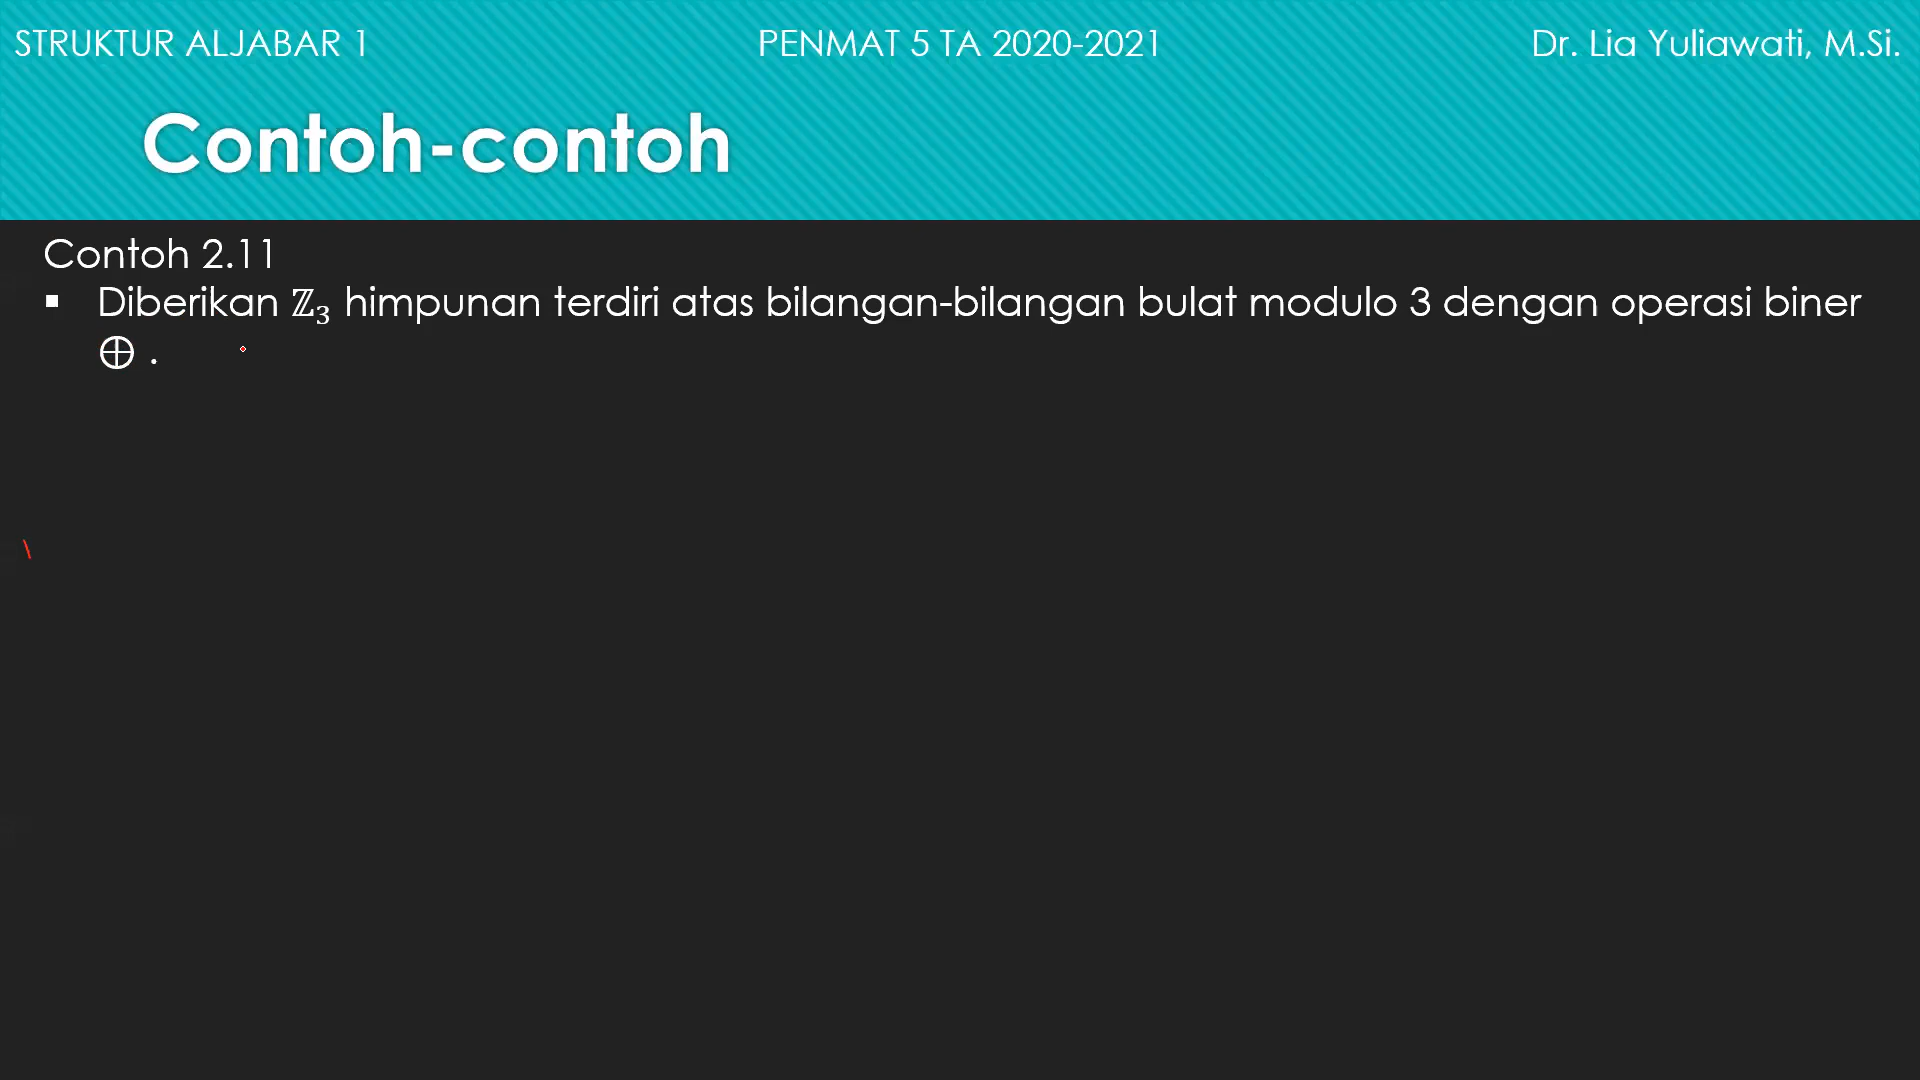 STRUKTUR ALJABAR 1
PENMAT 5 TA 2020-2021
Dr. Lia Yuliawati, M.Si.
Contoh-contoh
Contoh 2.11
▪ Diberikan ℤ₃ himpunan terdiri atas bilangan-bilangan bulat modulo 3 dengan operasi biner
⊕ .